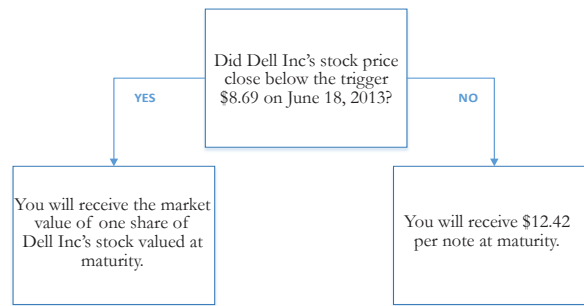 Did Dell Inc's stock price
close below the trigger
$8.69 on June 18, 2013?
YES
NO
You will receive the market
value of one share of
Dell Inc's stock valued at
maturity.
You will receive $12.42
per note at maturity.